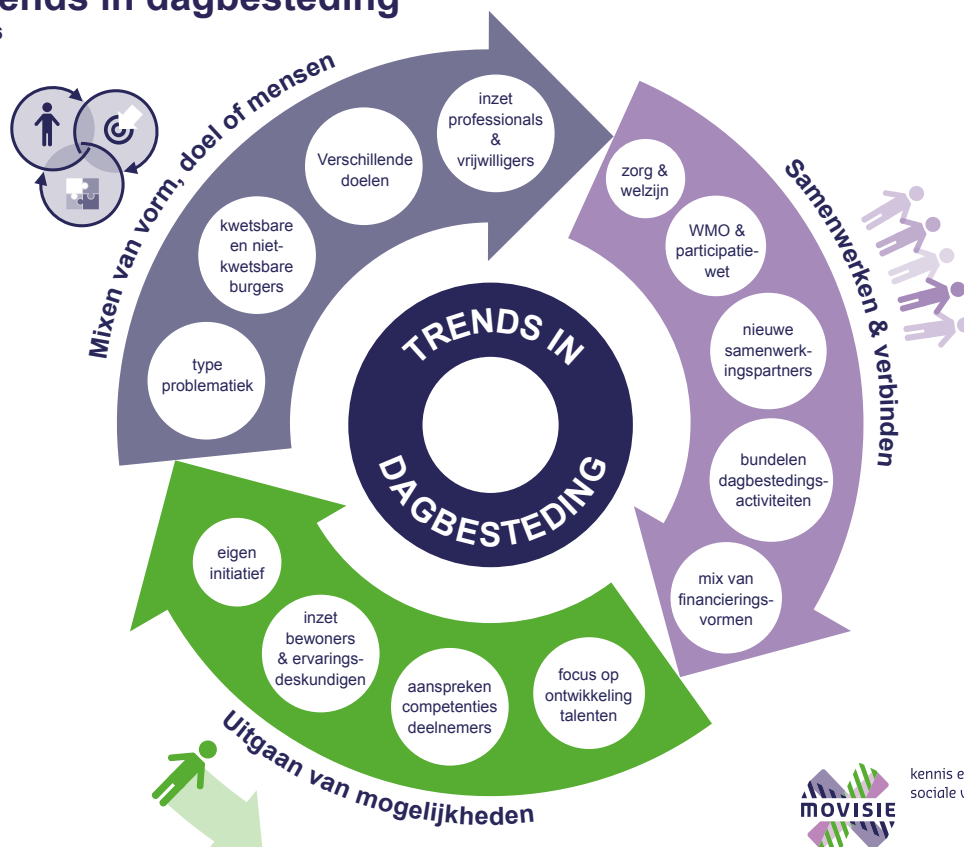 ends in dagbesteding
Mixen van vorm, doel of mensen
inzet
professionals
&
vrijwilligers
Verschillende
doelen
kwetsbare
en niet-
kwetsbare
burgers
type
problematiek
Samenwerken & verbinden
zorg &
welzijn
WMO &
participatie-
wet
nieuwe
samenwerk-
ingspartners
bundelen
dagbestedings-
activiteiten
mix van
financierings-
vormen
TRENDS IN
DAGBESTEDING
eigen
initiatief
inzet
bewoners
& ervarings-
deskundigen
aanspreken
competenties
deelnemers
focus op
ontwikkeling
talenten
Uitgaan van mogelijkheden
MOVISIE
kennis e
sociale